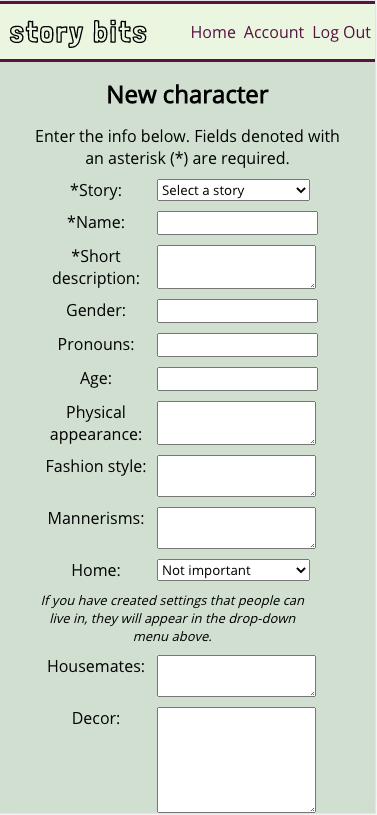 story bits
Home Account Log Out
New character
Enter the info below. Fields denoted with
an asterisk (*) are required.
*Story: Select a story
*Name:
*Short
description:
Gender:
Pronouns:
Age:
Physical
appearance:
Fashion style:
Mannerisms:
Home: Not important
If you have created settings that people can
live in, they will appear in the drop-down
menu above.
Housemates:
Decor: